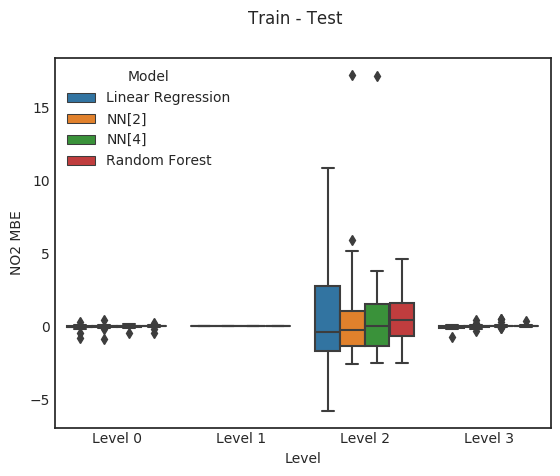 Train - Test
Model
Linear Regression
NN[2]
NN[4]
Random Forest
NO2 MBE
15
10
5
0
−5
Level 0 Level 1 Level 2 Level 3
Level